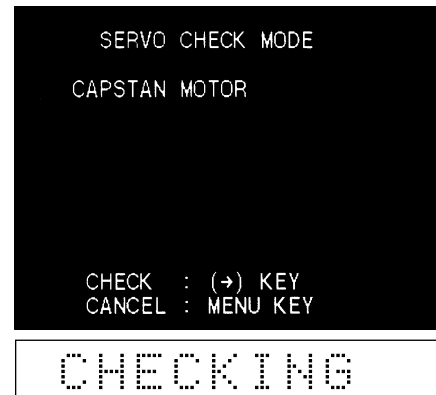 SERVO CHECK MODE
CAPSTAN MOTOR
CHECK : (→) KEY
CANCEL : MENU KEY
CHECKING